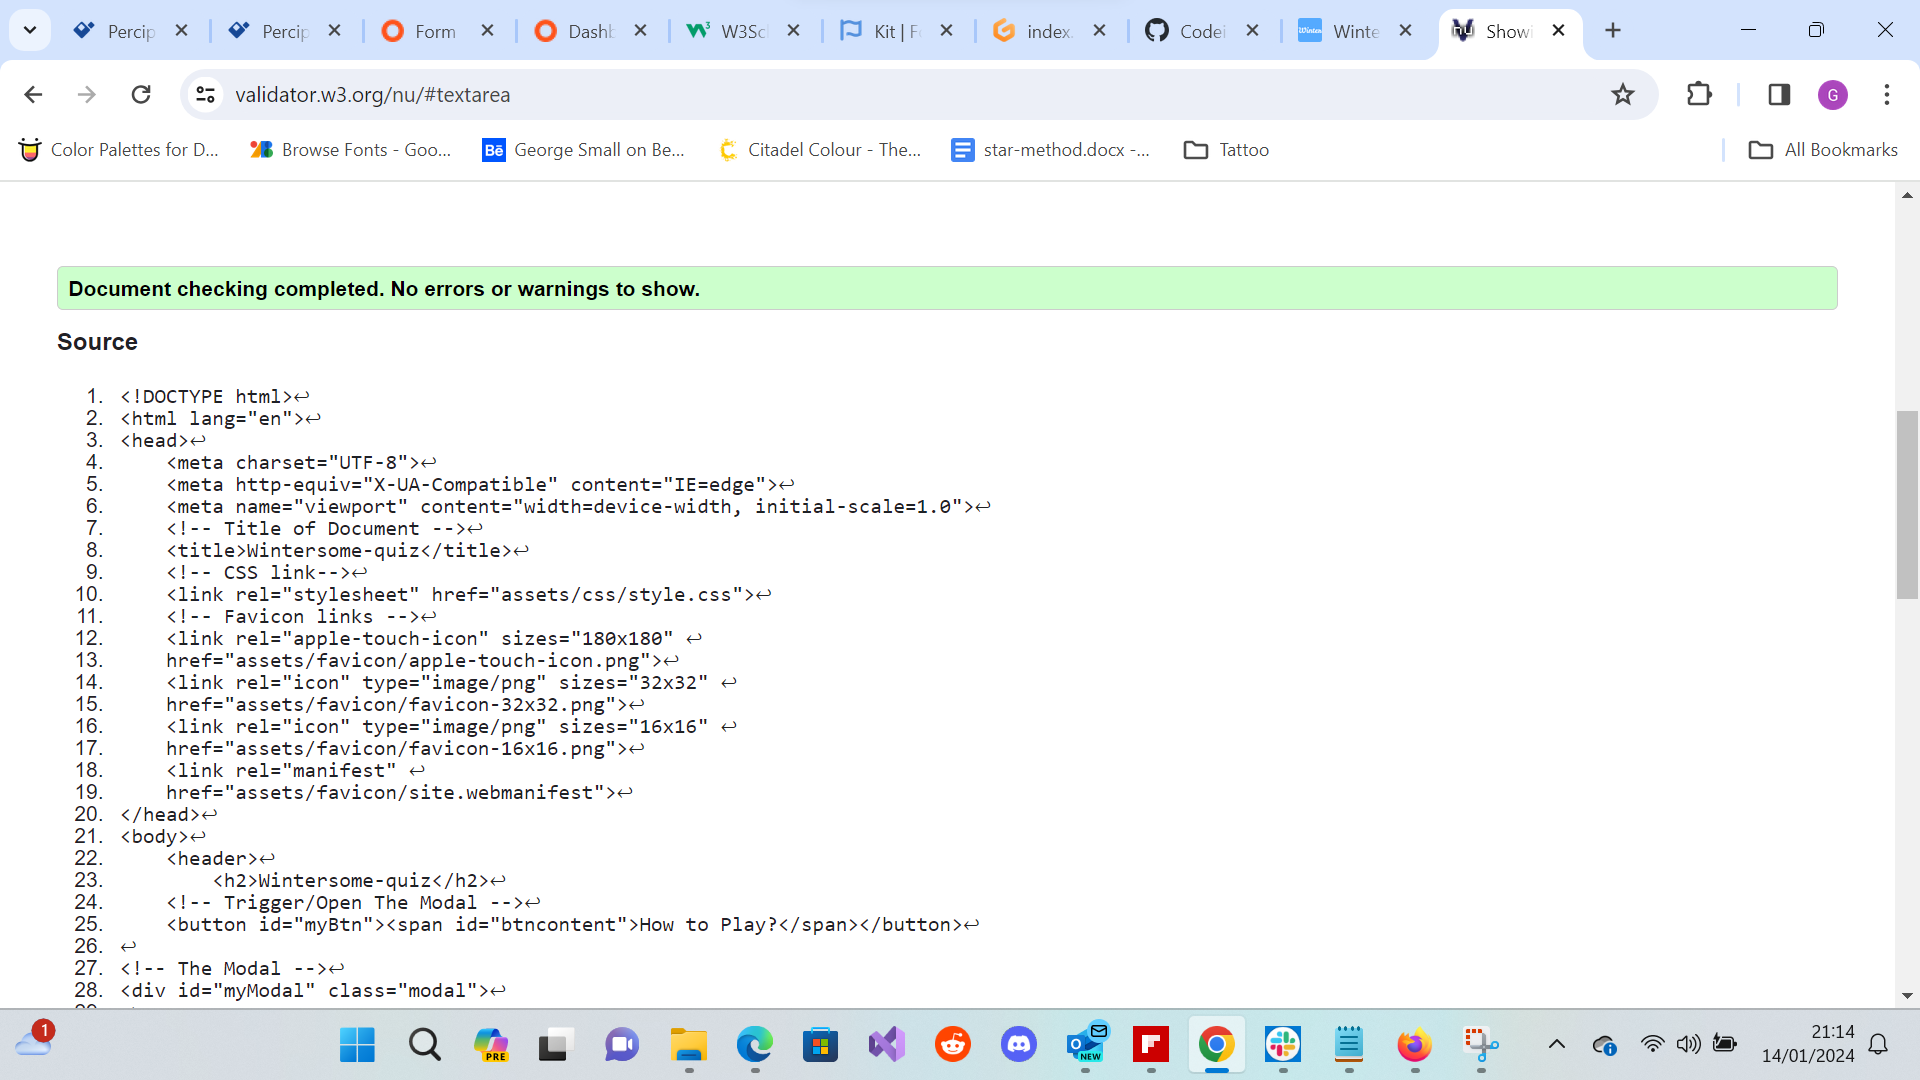 Percip
Percip
Form
Dashb
W3Sc
Kit | F
index.
Codei
Winte
Showi
validator.w3.org/nu/#textarea
G
Color Palettes for D...
Browse Fonts - Goo...
Bē
George Small on Be...
Citadel Colour - The...
star-method.docx -...
Tattoo
All Bookmarks
Document checking completed. No errors or warnings to show.
Source
1. <!DOCTYPE html>↩
2. <html lang="en">↩
3. <head>↩
4. <meta charset="UTF-8">↩
5. <meta http-equiv="X-UA-Compatible" content="IE=edge">↩
6. <meta name="viewport" content="width=device-width, initial-scale=1.0">↩
7. <!-- Title of Document -->↩
8. <title>Wintersome-quiz</title>↩
9. <!-- CSS link-->↩
10. <link rel="stylesheet" href="assets/css/style.css">↩
11. <!-- Favicon links -->↩
12. <link rel="apple-touch-icon" sizes="180x180" ↩
13. href="assets/favicon/apple-touch-icon.png">↩
14. <link rel="icon" type="image/png" sizes="32x32" ↩
15. href="assets/favicon/favicon-32x32.png">↩
16. <link rel="icon" type="image/png" sizes="16x16" ↩
17. href="assets/favicon/favicon-16x16.png">↩
18. <link rel="manifest" ↩
19. href="assets/favicon/site.webmanifest">↩
20. </head>↩
21. <body>↩
22. <header>↩
23. <h2>Wintersome-quiz</h2>↩
24. <!-- Trigger/Open The Modal -->↩
25. <button id="myBtn"><span id="btncontent">How to Play?</span></button>↩
26. ↩
27. <!-- The Modal -->↩
28. <div id="myModal" class="modal">↩
1
PRE
NEW
21:14
14/01/2024